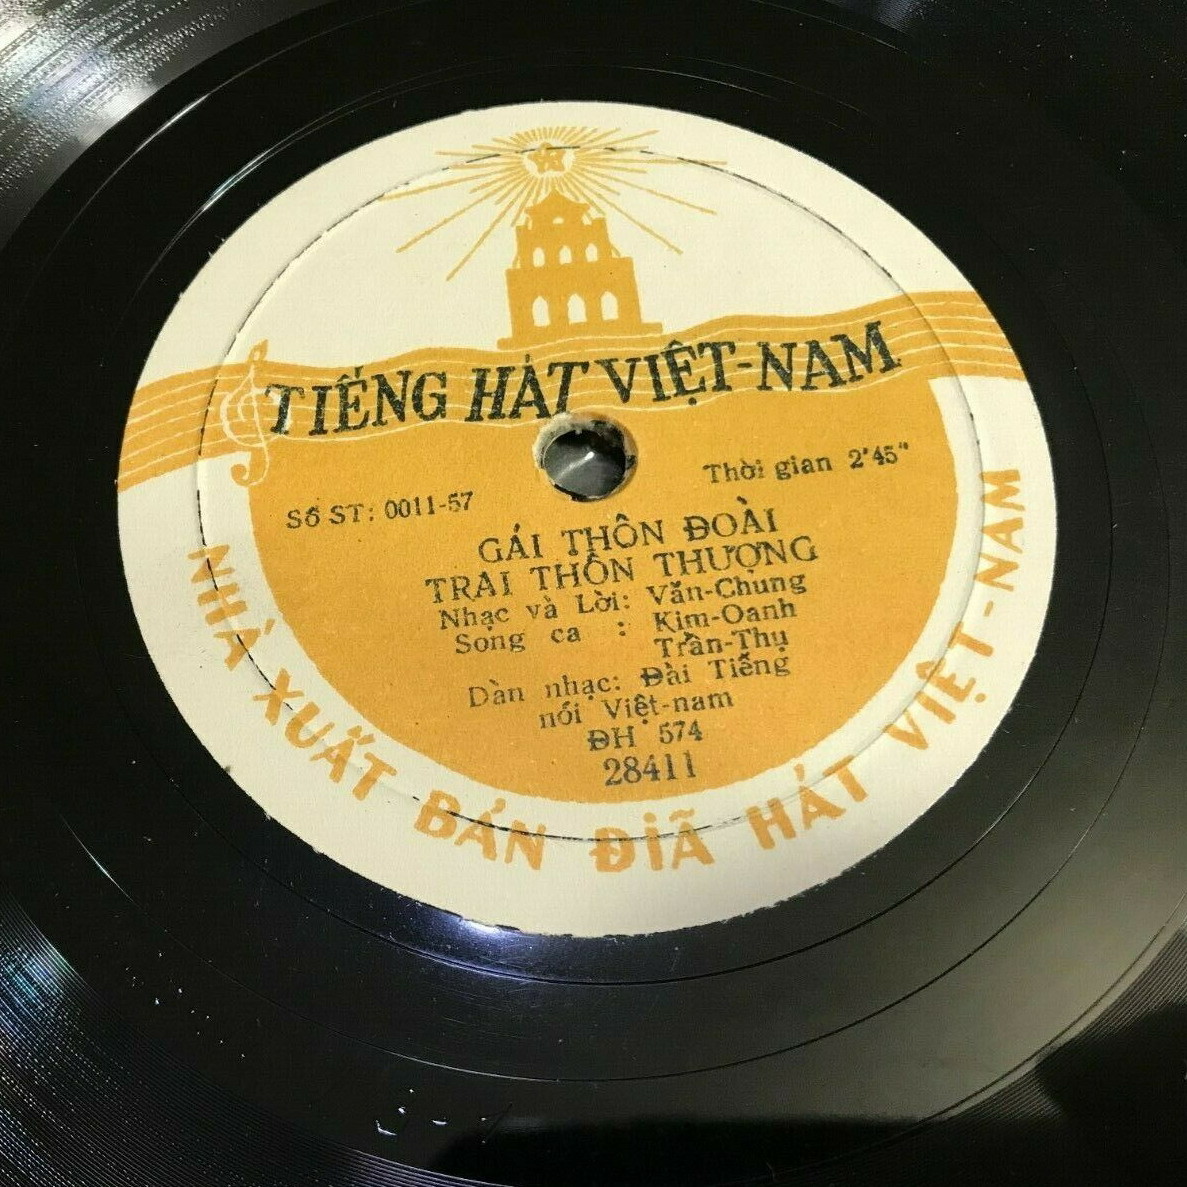 TIẾNG HÁT VIỆT-NAM
Số ST: 0011-57
Thời gian 2'45"
GÁI THÔN ĐOÀI
TRAI THÔN THƯỢNG
Nhạc và Lời: Văn-Chung
Song ca : Kim-Oanh
Trần-Thụ
Dàn nhạc: Đài Tiếng
nói Việt-nam
ĐH 574
28411
NHÀ XUẤT BẢN ĐIÃ HÁT VIỆT-NAM